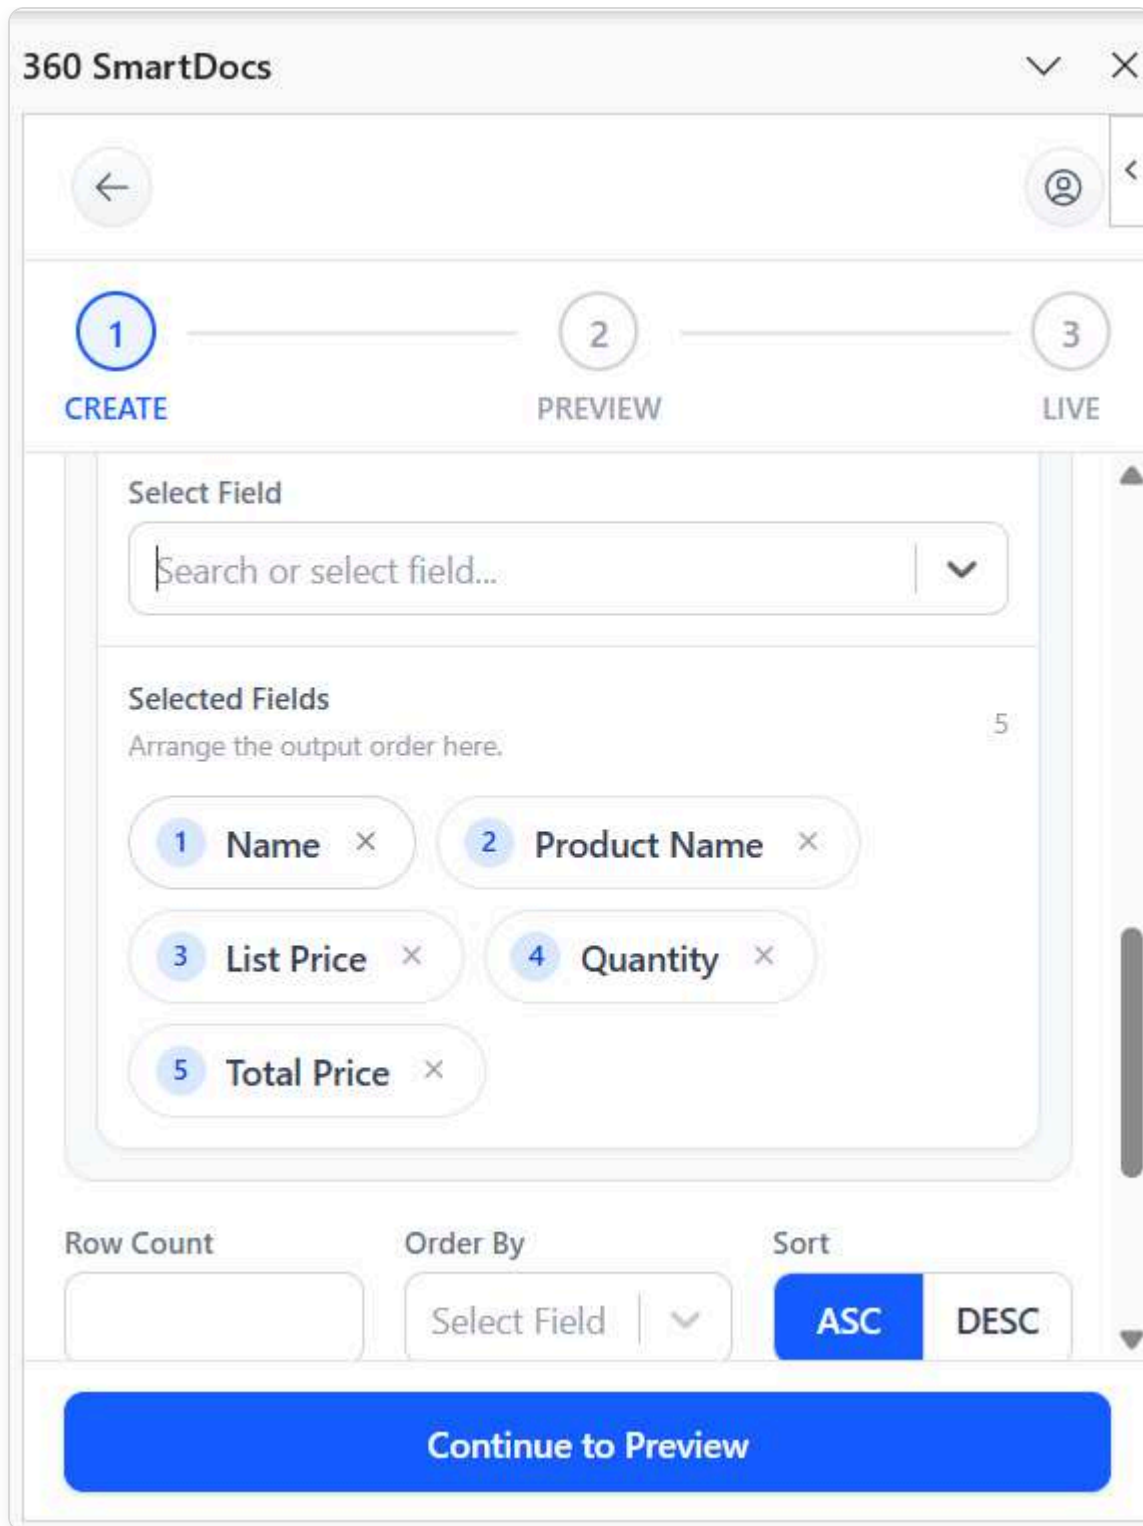 360 SmartDocs
1 2 3
CREATE PREVIEW LIVE
Select Field
Search or select field...
Selected Fields
5
Arrange the output order here.
1 Name × 2 Product Name ×
3 List Price × 4 Quantity ×
5 Total Price ×
Row Count Order By Sort
Select Field ASC DESC
Continue to Preview